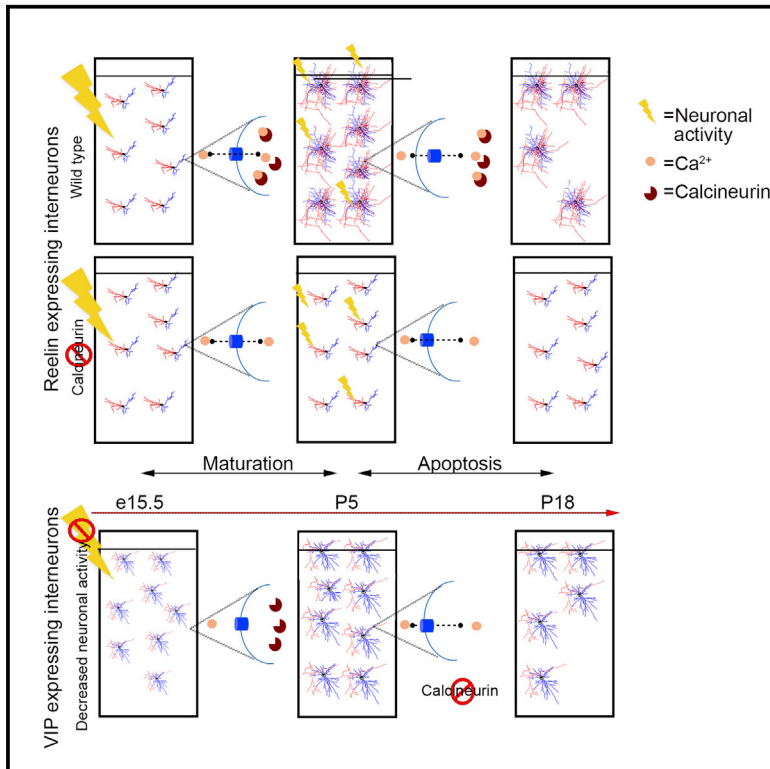 =Neuronal
activity
=Ca²⁺
=Calcineurin
Reelin expressing interneurons
Wild type
Calcineurin
Maturation
Apoptosis
e15.5
P5
P18
VIP expressing interneurons
Decreased neuronal activity
Calcineurin